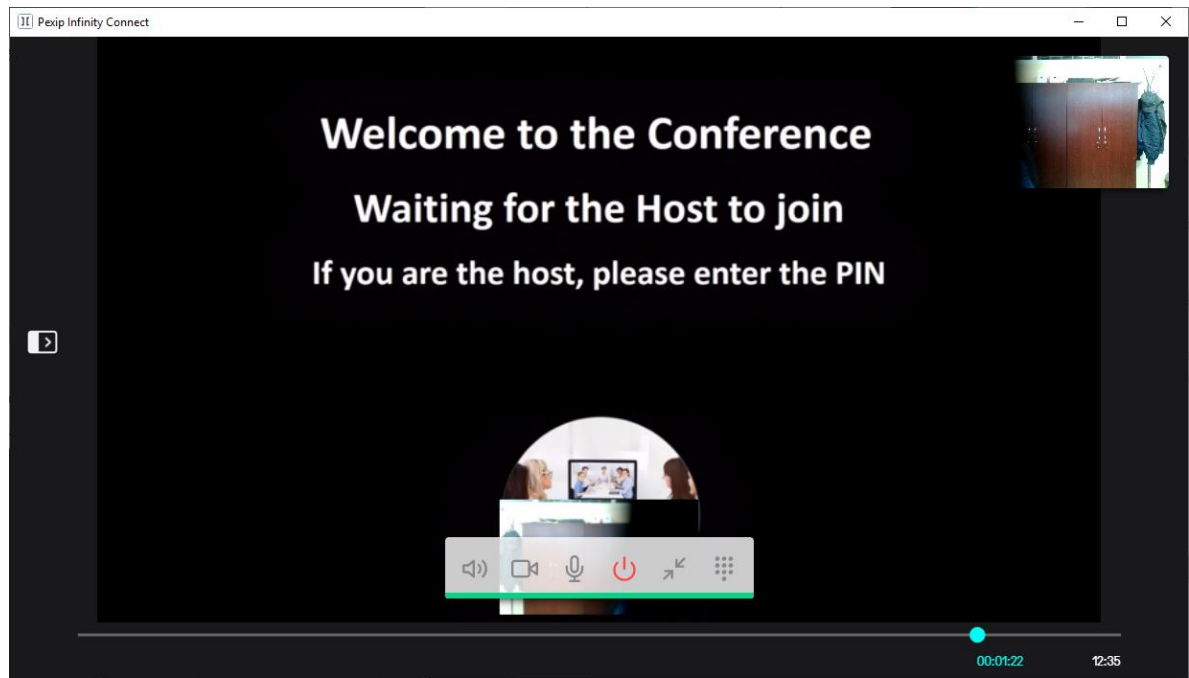 Pexip Infinity Connect
Welcome to the Conference
Waiting for the Host to join
If you are the host, please enter the PIN
00:01:22
12:35